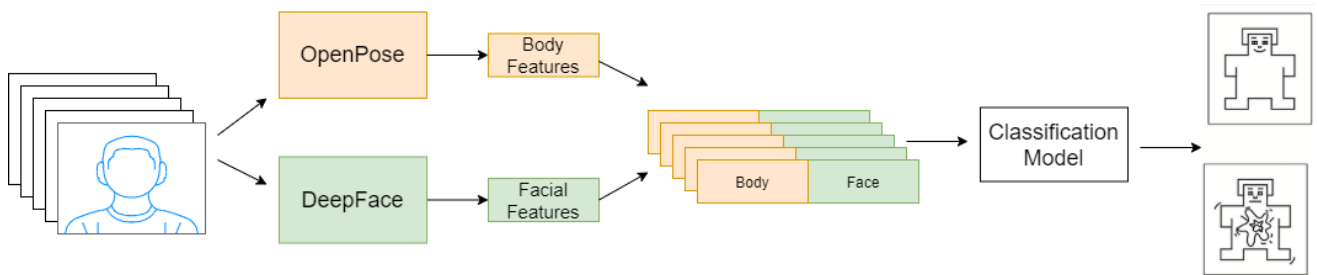 OpenPose
Body
Features
DeepFace
Facial
Features
Body Face
Classification
Model